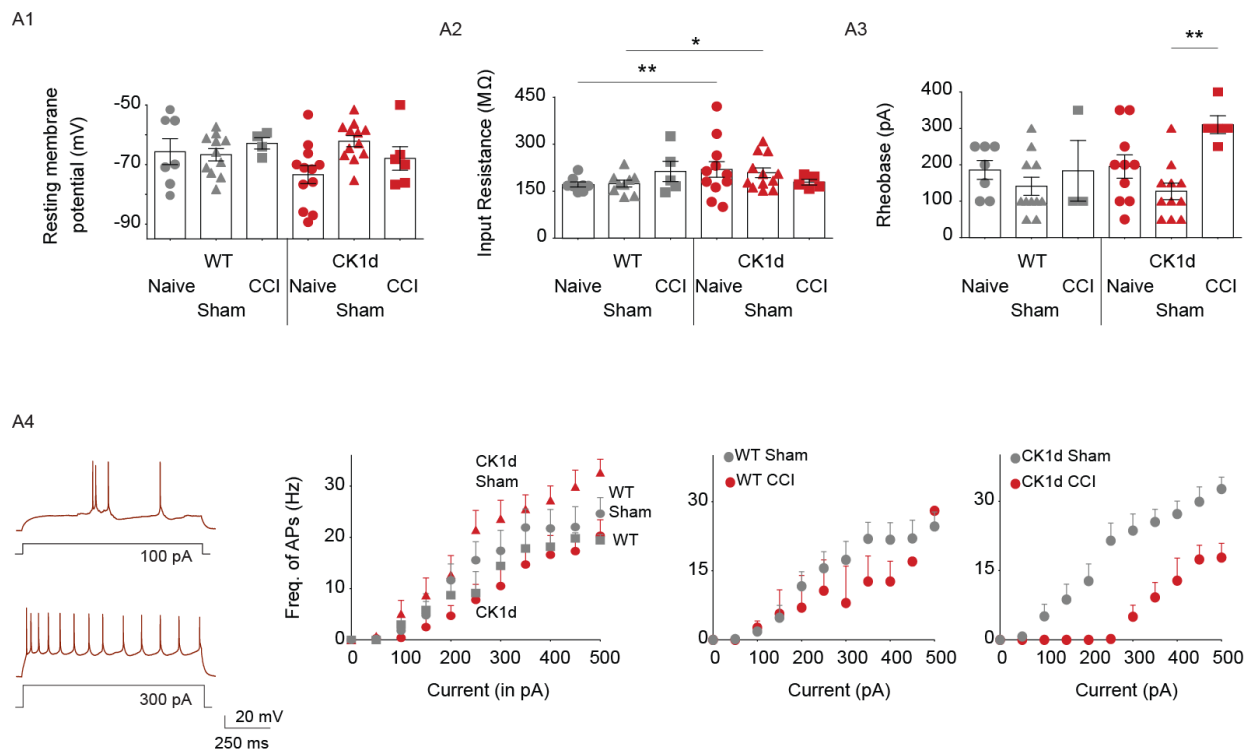 A1
Resting membrane
potential (mV)
-50
-70
-90
WT
CK1d
Naive
CCI
Naive
CCI
Sham
Sham
A2
*
**
Input Resistance (MΩ)
450
300
150
0
WT
CK1d
Naive
CCI
Naive
CCI
Sham
Sham
A3
**
Rheobase (pA)
400
300
200
100
0
WT
CK1d
Naive
CCI
Naive
CCI
Sham
Sham
A4
100 pA
300 pA
20 mV
250 ms
Freq. of APs (Hz)
30
20
10
0
CK1d
Sham
WT
Sham
WT
CK1d
0
100
200
300
400
500
Current (in pA)
WT Sham
WT CCI
30
15
0
0
100
200
300
400
500
Current (pA)
CK1d Sham
CK1d CCI
30
15
0
0
100
200
300
400
500
Current (pA)